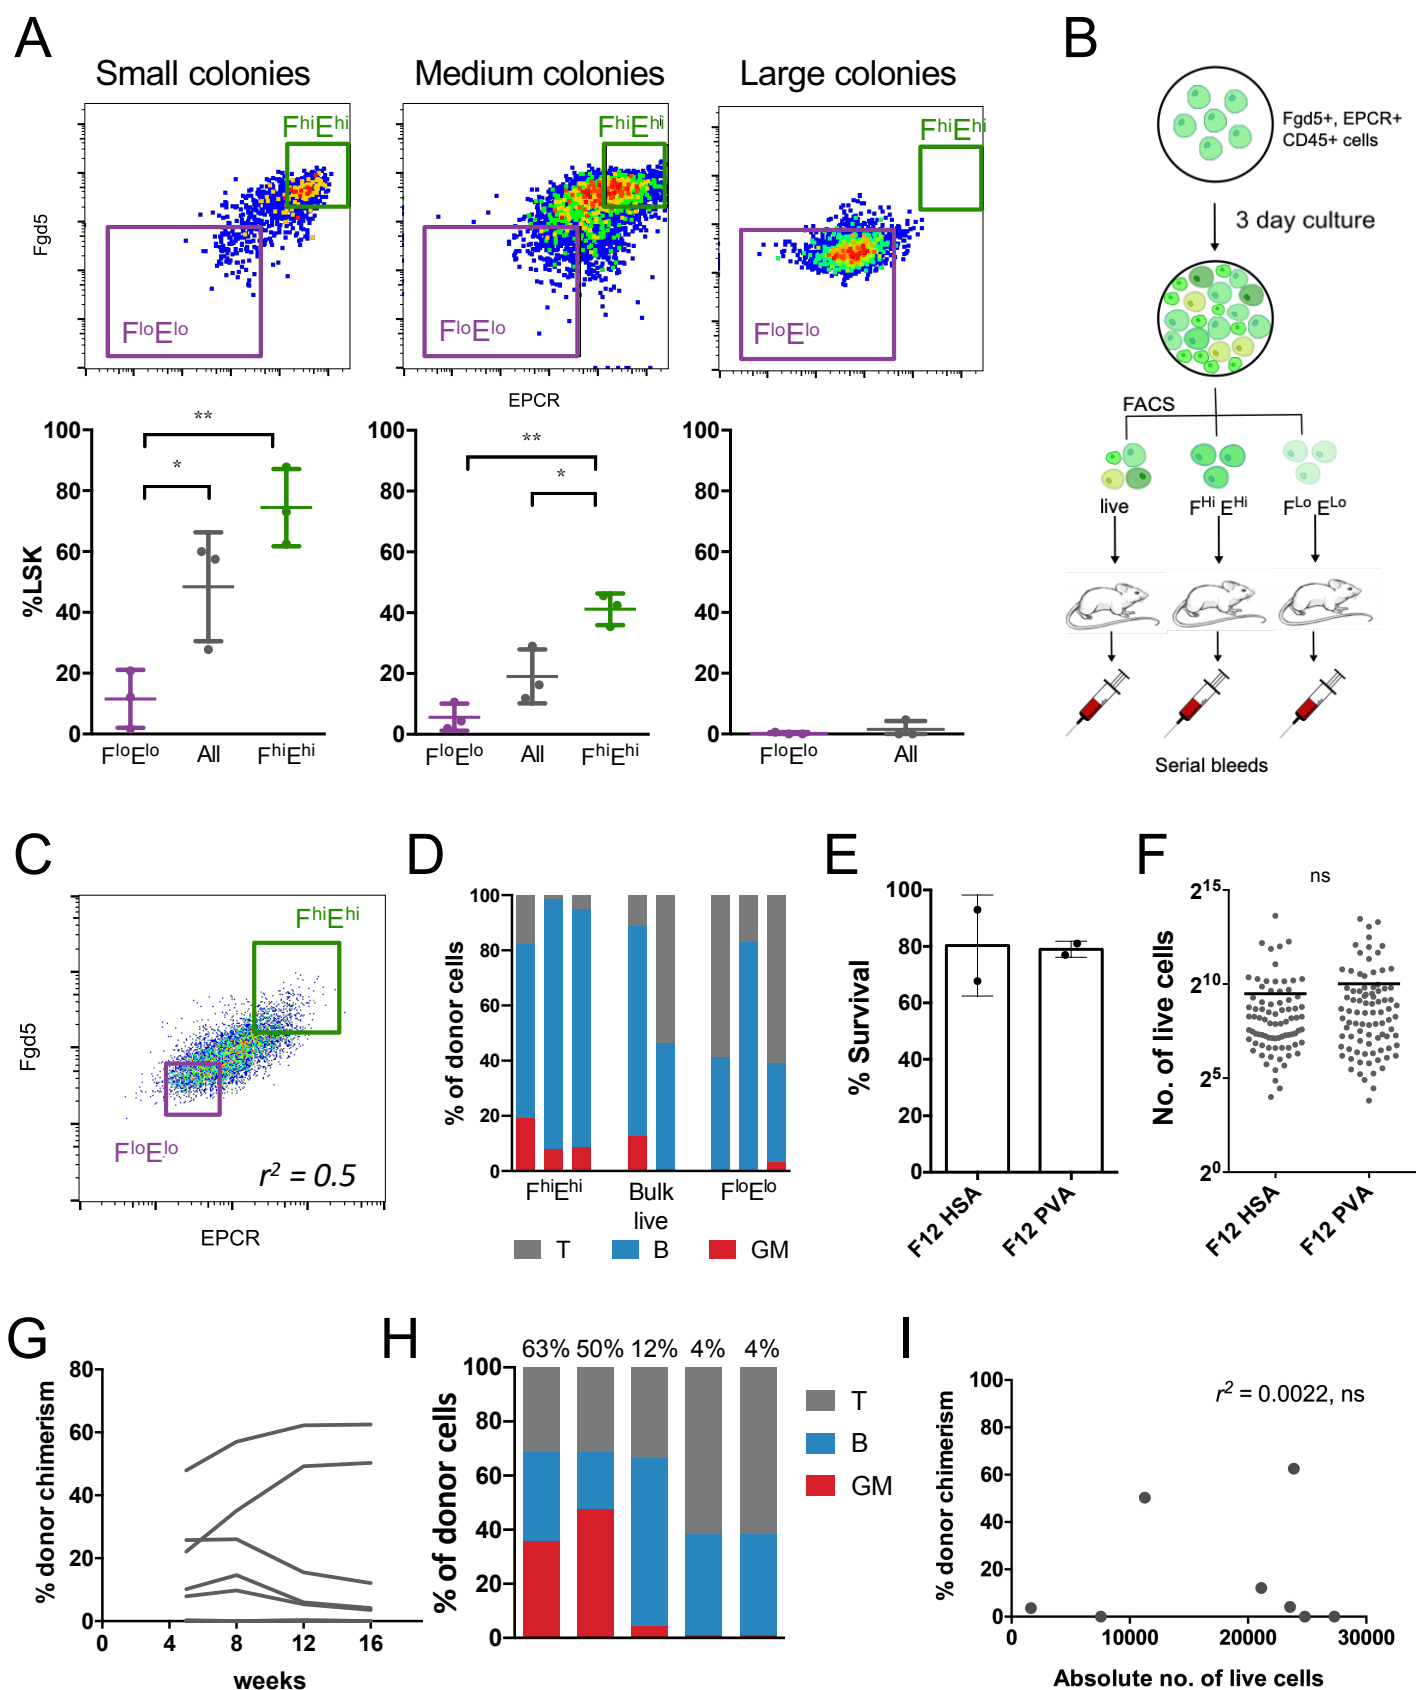 A
Small colonies
Medium colonies
Large colonies
FhiEhi
FhiEhi
FhiEhi
Fgd5
FloElo
FloElo
FloElo
EPCR
%LSK
100
80
60
40
20
0
**
*
FloElo
All
FhiEhi
100
80
60
40
20
0
**
*
FloElo
All
FhiEhi
100
80
60
40
20
0
FloElo
All
B
Fgd5+, EPCR+
CD45+ cells
3 day culture
FACS
live
FHi EHi
FLo ELo
Serial bleeds
C
FhiEhi
Fgd5
FloElo
r2 = 0.5
EPCR
D
% of donor cells
100
80
60
40
20
0
FhiEhi
Bulk
live
FloElo
T
B
GM
E
% Survival
100
80
60
40
20
0
F12 HSA
F12 PVA
F
ns
No. of live cells
215
210
25
20
F12 HSA
F12 PVA
G
% donor chimerism
80
60
40
20
0
0
4
8
12
16
weeks
H
63%
50%
12%
4%
4%
% of donor cells
100
80
60
40
20
0
T
B
GM
I
r2 = 0.0022, ns
% donor chimerism
100
80
60
40
20
0
0
10000
20000
30000
Absolute no. of live cells